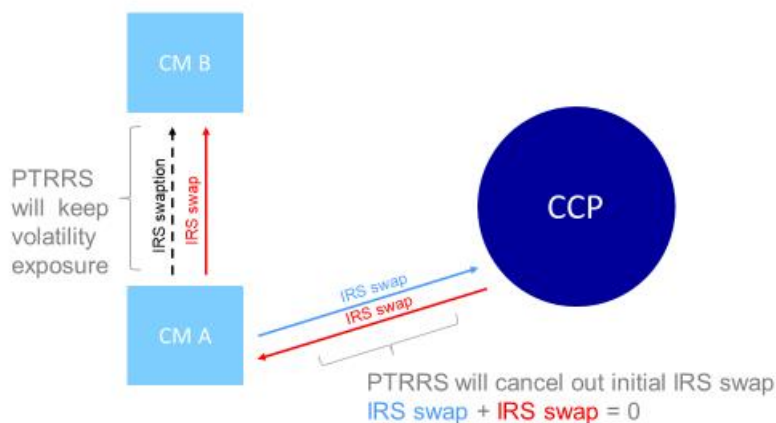 CM B
IRS swaption
IRS swap
PTRRS
will keep
volatility
exposure
CCP
IRS swap
IRS swap
CM A
PTRRS will cancel out initial IRS swap
IRS swap + IRS swap = 0